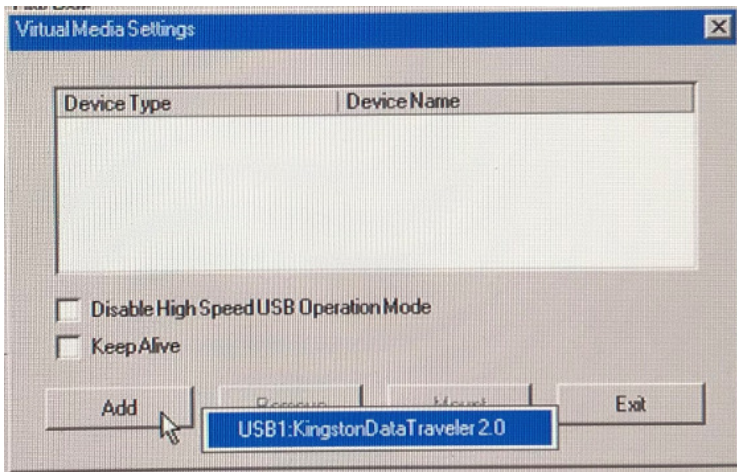 Virtual Media Settings
Device Type Device Name
Disable High Speed USB Operation Mode
Keep Alive
Add Exit
USB1:KingstonDataTraveler 2.0